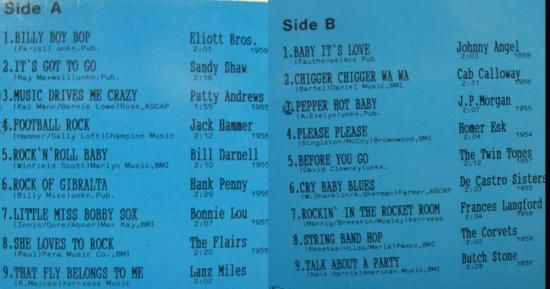 Side A
1.BILLY BOY BOP Eliott Bros.
(Parisi) unkn.Pub. 2:01 1959
2.IT'S GOT TO GO Sandy Shaw
(Ray Maxwell)unkn.Pub. 2:16
3.MUSIC DRIVES ME CRAZY Patty Andrews
(Kal Mann/Bernie Lowe)Rose,ASCAP 1:55 1955
4.FOOTBALL ROCK Jack Hammer
(Hammer/Sally Loft)Champion Music 2:12 1956
5.ROCK'N'ROLL BABY Bill Darnell
(Winfield Scott)Marlyn Music,BMI 2:10 1955
6.ROCK OF GIBRALTA Hank Penny
(Billy Mize)unkn.Pub. 2:29 1956
7.LITTLE MISS BOBBY SOX Bonnie Lou
(Innis/Gore/Abner)Mar Kay,BMI 2:07 1955
8.SHE LOVES TO ROCK The Flairs
(Paul)Pera Music Co.,BMI 2:20 1956
9.THAT FLY BELONGS TO ME Lanz Miles
(K.Maines)Xerxess Music 2:02
Side B
1.BABY IT'S LOVE Johnny Angel
(Fautheree)Ace Pub 2:03 1958
2.CHIGGER CHIGGER WA WA Cab Calloway
(Bartel)Daniel Music,BMI 2:31 1956
3.PEPPER HOT BABY J.P.Morgan
(A.Evelyn)unkn.Pub. 2:07 1955
4.PLEASE PLEASE Homer Esk
(Singleton/McCoy)Brownwood,BMI 2:04 1954
5.BEFORE YOU GO The Twin Tones
(David Clowney)unkn. 2:12 1957
6.CRY BABY BLUES De Castro Sisters
(W.Shanklin/A.Sherman)Farmer,ASCAP 2:33 1955
7.ROCKIN' IN THE ROCKET ROOM Frances Langford
(Mannig/Breeskin/Mosley)Xerxess 2:34 1956
8.STRING BAND HOP The Corvets
(Resetas/Hilda/Merle)Pamco,BMI 2:02 1958
9.TALK ABOUT A PARTY Butch Stone
(Kent Harris)American Music,BMI 2:28 1956